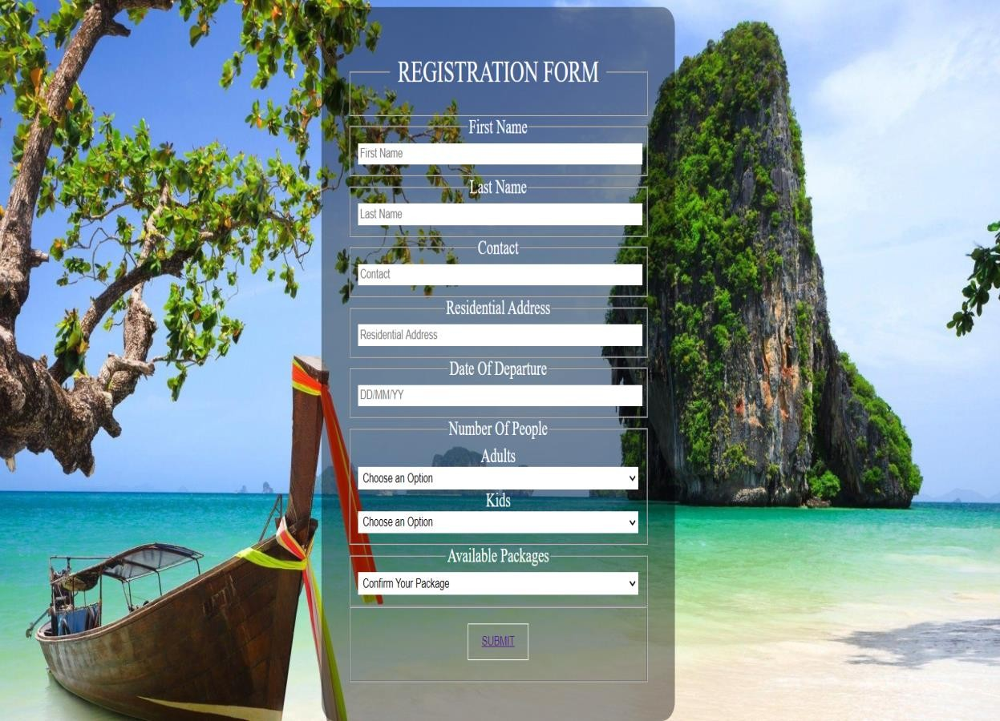 REGISTRATION FORM
First Name
First Name
Last Name
Last Name
Contact
Contact
Residential Address
Residential Address
Date Of Departure
DD/MM/YY
Number Of People
Adults
Choose an Option
Kids
Choose an Option
Available Packages
Confirm Your Package
SUBMIT